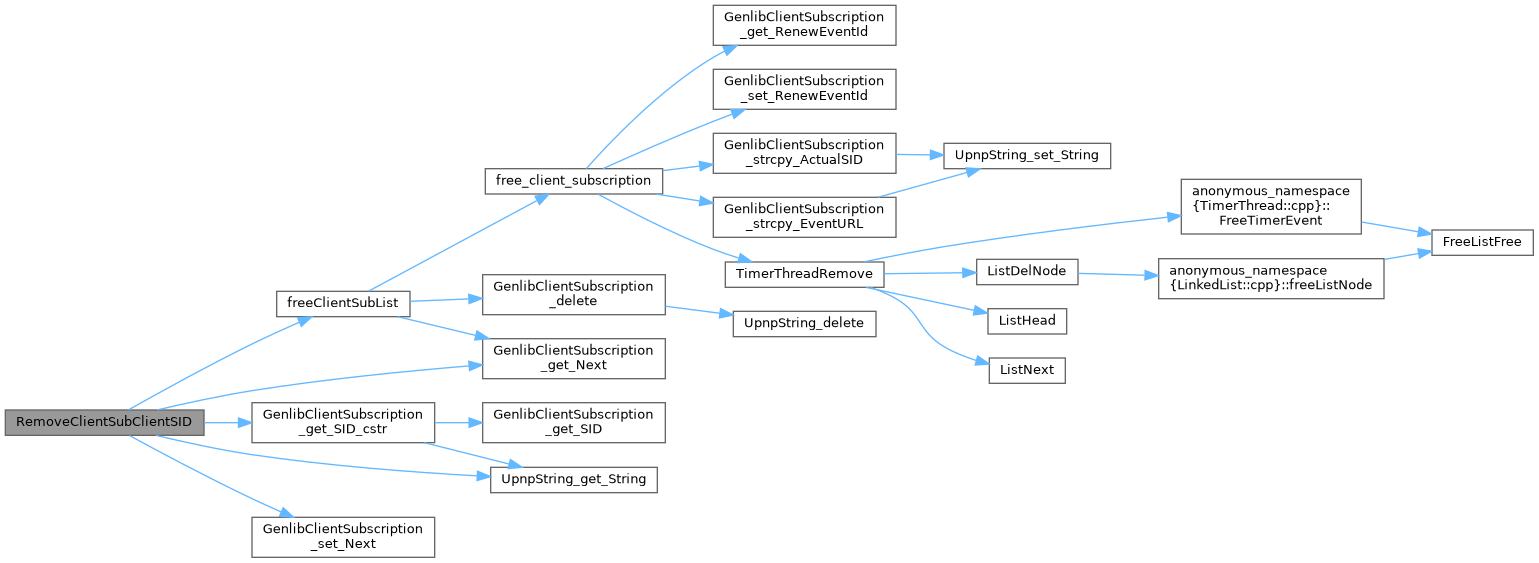 GenlibClientSubscription
_get_RenewEventId
GenlibClientSubscription
_set_RenewEventId
GenlibClientSubscription
_strcpy_ActualSID
UpnpString_set_String
free_client_subscription
GenlibClientSubscription
_strcpy_EventURL
anonymous_namespace
{TimerThread::cpp}::
FreeTimerEvent
FreeListFree
TimerThreadRemove
ListDelNode
anonymous_namespace
{LinkedList::cpp}::freeListNode
freeClientSubList
GenlibClientSubscription
_delete
UpnpString_delete
ListHead
GenlibClientSubscription
_get_Next
ListNext
RemoveClientSubClientSID
GenlibClientSubscription
_get_SID_cstr
GenlibClientSubscription
_get_SID
UpnpString_get_String
GenlibClientSubscription
_set_Next